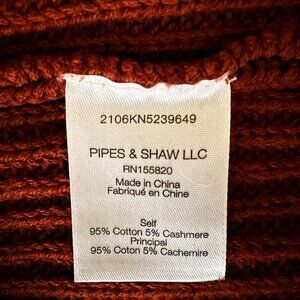 2106KN5239649
PIPES & SHAW LLC
RN155820
Made in China
Fabriqué en Chine
Self
95% Cotton 5% Cashmere
Principal
95% Cotton 5% Cachemire